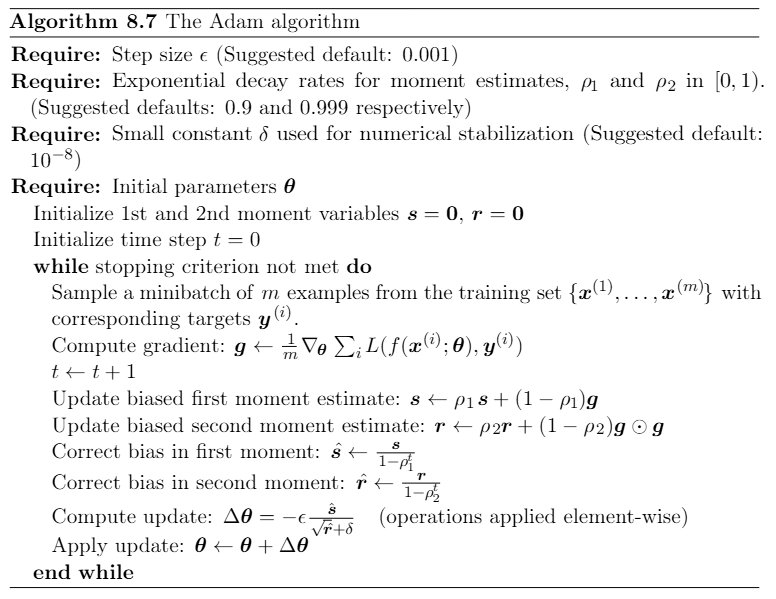 Algorithm 8.7 The Adam algorithm
Require: Step size ϵ (Suggested default: 0.001)
Require: Exponential decay rates for moment estimates, ρ₁ and ρ₂ in [0, 1).
(Suggested defaults: 0.9 and 0.999 respectively)
Require: Small constant δ used for numerical stabilization (Suggested default:
10⁻⁸)
Require: Initial parameters θ
Initialize 1st and 2nd moment variables s = 0, r = 0
Initialize time step t = 0
while stopping criterion not met do
Sample a minibatch of m examples from the training set {x⁽¹⁾, . . . , x⁽ᵐ⁾} with
corresponding targets y⁽ⁱ⁾.
Compute gradient: g ← 1/m ∇_θ ∑ᵢ L(f(x⁽ⁱ⁾; θ), y⁽ⁱ⁾)
t ← t + 1
Update biased first moment estimate: s ← ρ₁s + (1 − ρ₁)g
Update biased second moment estimate: r ← ρ₂r + (1 − ρ₂)g ⊙ g
Correct bias in first moment: ŝ ← s/(1−ρ₁ᵗ)
Correct bias in second moment: r̂ ← r/(1−ρ₂ᵗ)
Compute update: Δθ = −ϵ ŝ/(√r̂+δ) (operations applied element-wise)
Apply update: θ ← θ + Δθ
end while